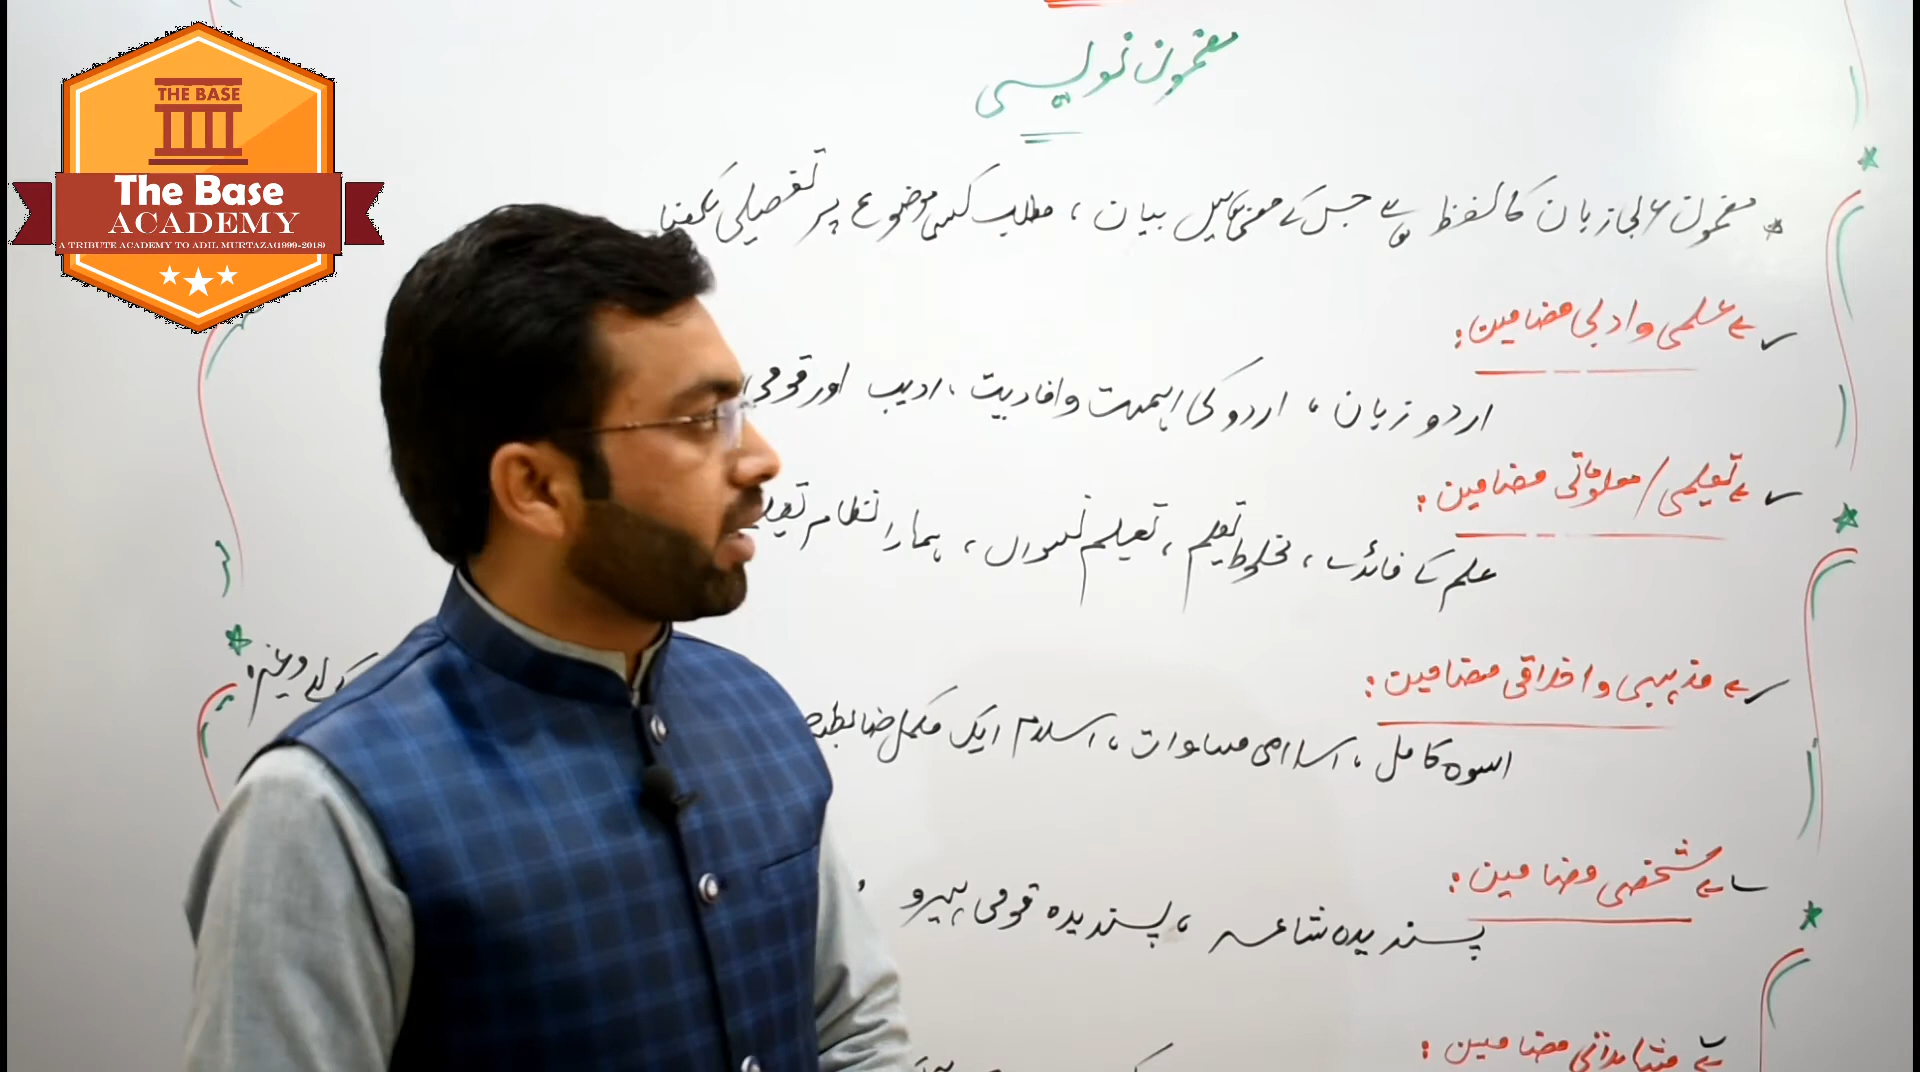 THE BASE
The Base
ACADEMY
A TRIBUTE ACADEMY TO ADIL MURTAZA(1999-2018)
مضمون نویسی
مضمون عربی زبان کا لفظ ہے جس کے معنی ہیں بیان ، مطلب کسی موضوع پر تفصیلی لکھنا
علمی و ادبی مضامین:
اردو زبان ، اردو کی اہمیت و افادیت ، ادیب اور قومی
تعلیمی / معلوماتی مضامین :
علم کے فائدے ، مخلوط تعلیم ، تعلیم نسواں ، ہمارا نظام
مذہبی و اخلاقی مضامین :
اسوہ کامل ، اسلامی مساوات ، اسلام ایک مکمل ضابطہ کے لیے وغیرہ
شخصی مضامین :
پسندیدہ شاعر ، پسندیدہ قومی ہیرو ،
مضامین :